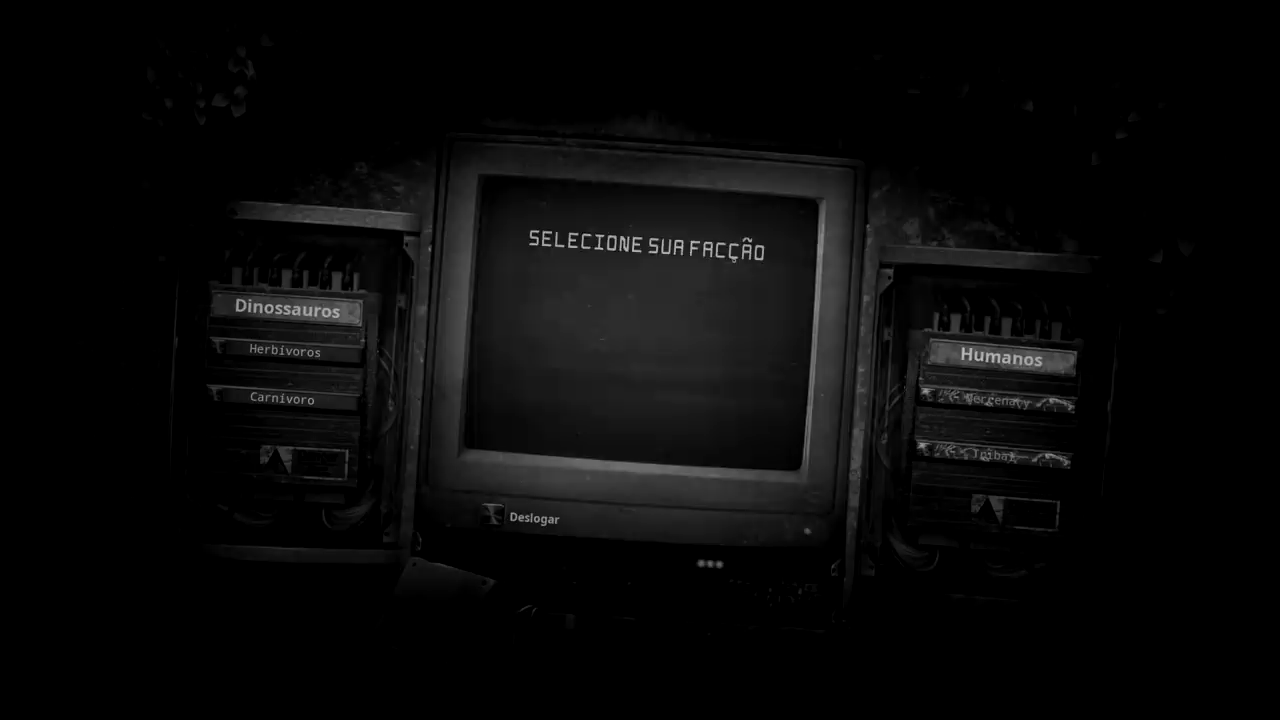 SELECIONE SUA FACÇÃO
Dinossauros
Herbívoros
Carnívoro
Humanos
Mercenary
Tribal
Deslogar